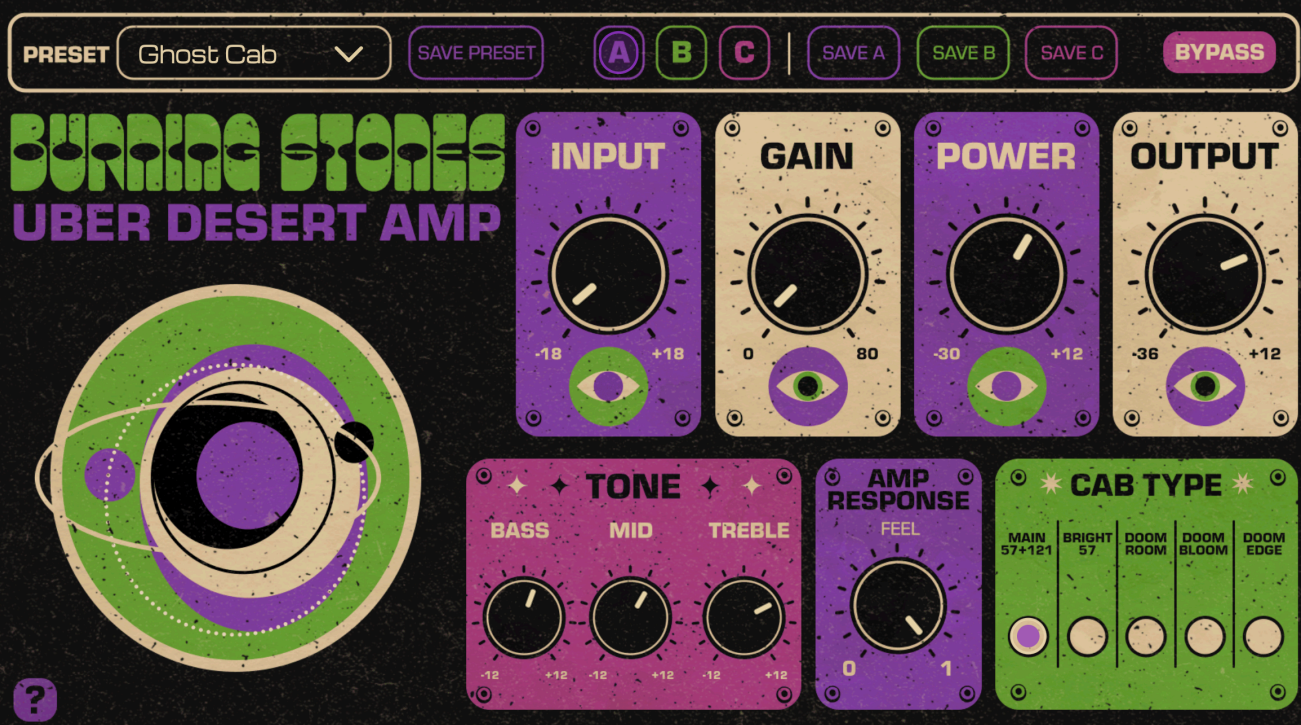 PRESET Ghost Cab SAVE PRESET A B C SAVE A SAVE B SAVE C BYPASS
BURNING STONES
UBER DESERT AMP
INPUT
-18 +18
GAIN
0 80
POWER
-30 +12
OUTPUT
-36 +12
TONE
BASS MID TREBLE
-12 +12 -12 +12 -12 +12
AMP
RESPONSE
FEEL
0 1
CAB TYPE
MAIN
57+121
BRIGHT
57
DOOM
ROOM
DOOM
BLOOM
DOOM
EDGE
?